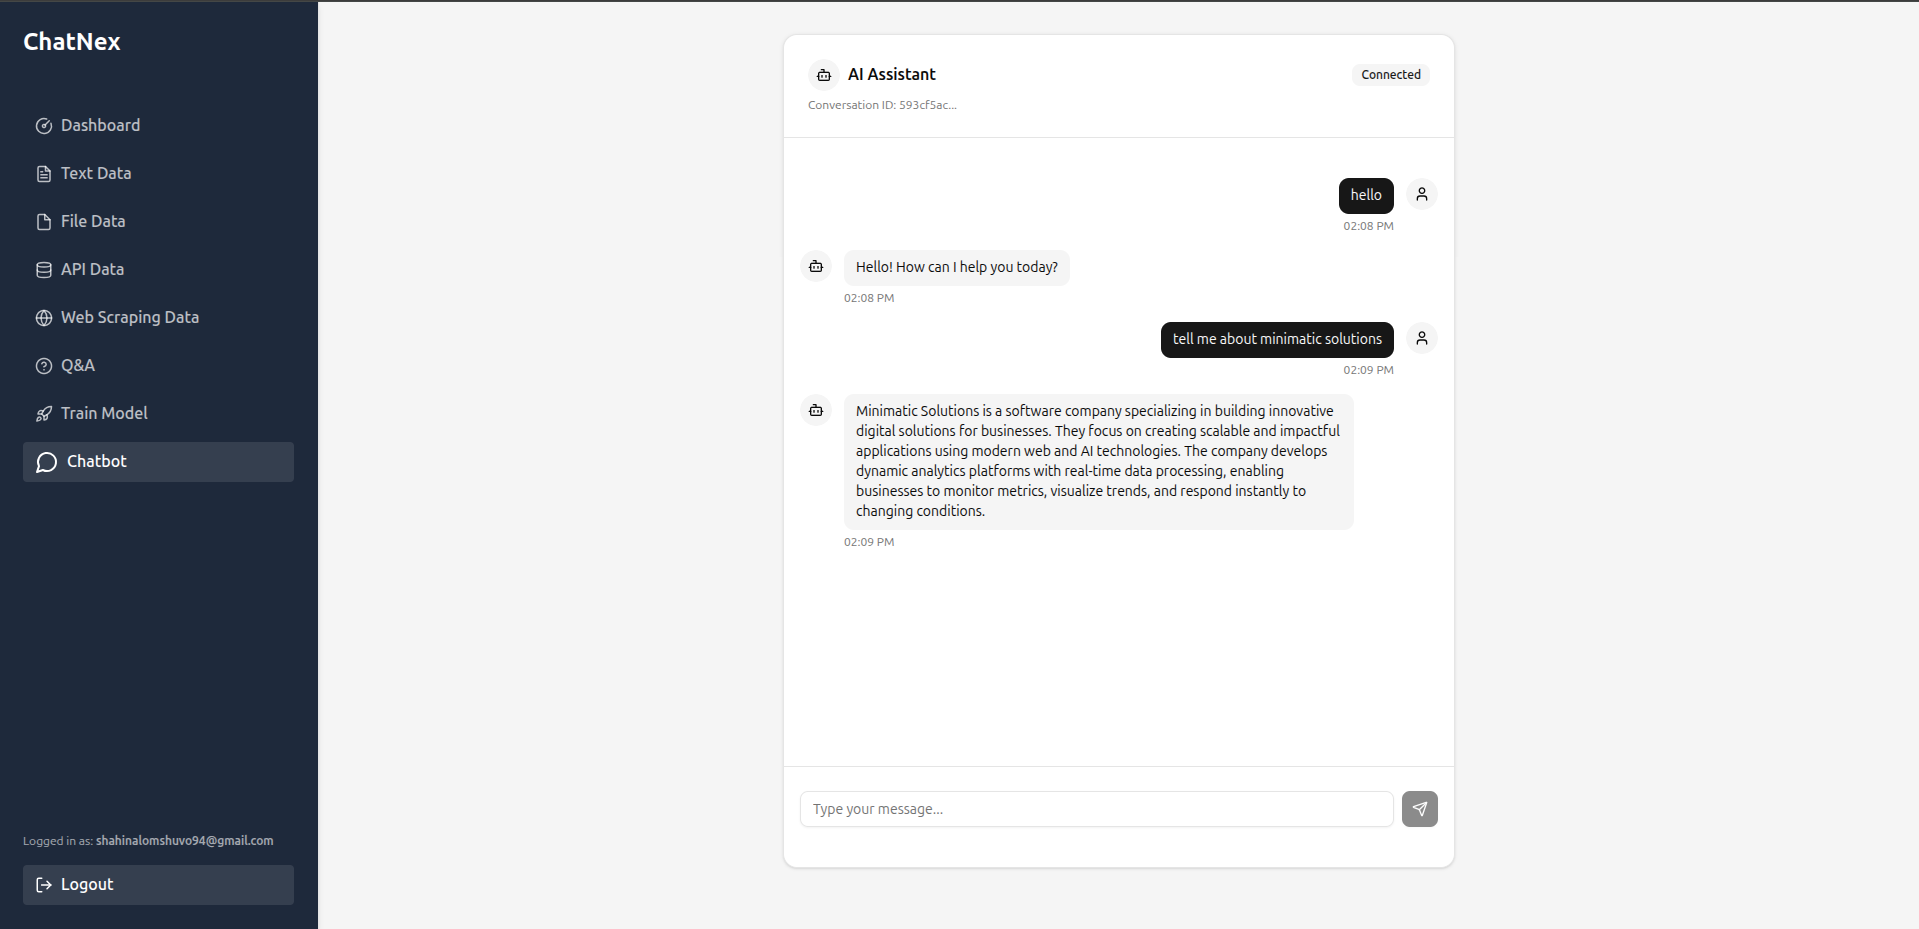 ChatNex
Dashboard
Text Data
File Data
API Data
Web Scraping Data
Q&A
Train Model
Chatbot
Logged in as: shahinalomshuvo94@gmail.com
Logout
AI Assistant
Connected
Conversation ID: 593cf5ac...
hello
02:08 PM
Hello! How can I help you today?
02:08 PM
tell me about minimatic solutions
02:09 PM
Minimatic Solutions is a software company specializing in building innovative
digital solutions for businesses. They focus on creating scalable and impactful
applications using modern web and AI technologies. The company develops
dynamic analytics platforms with real-time data processing, enabling
businesses to monitor metrics, visualize trends, and respond instantly to
changing conditions.
02:09 PM
Type your message...